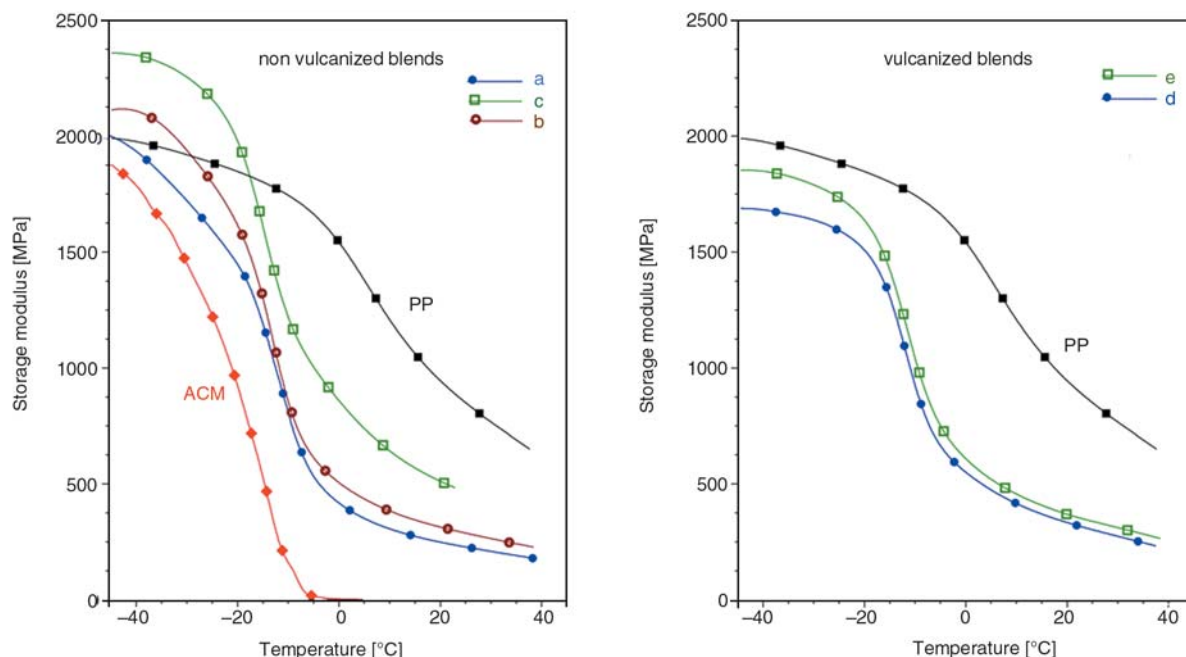 2500
2000
1500
1000
500
0
–40
–20
0
20
40
Storage modulus [MPa]
Temperature [°C]
non vulcanized blends
a
c
b
PP
ACM
2500
2000
1500
1000
500
0
–40
–20
0
20
40
Storage modulus [MPa]
Temperature [°C]
vulcanized blends
e
d
PP